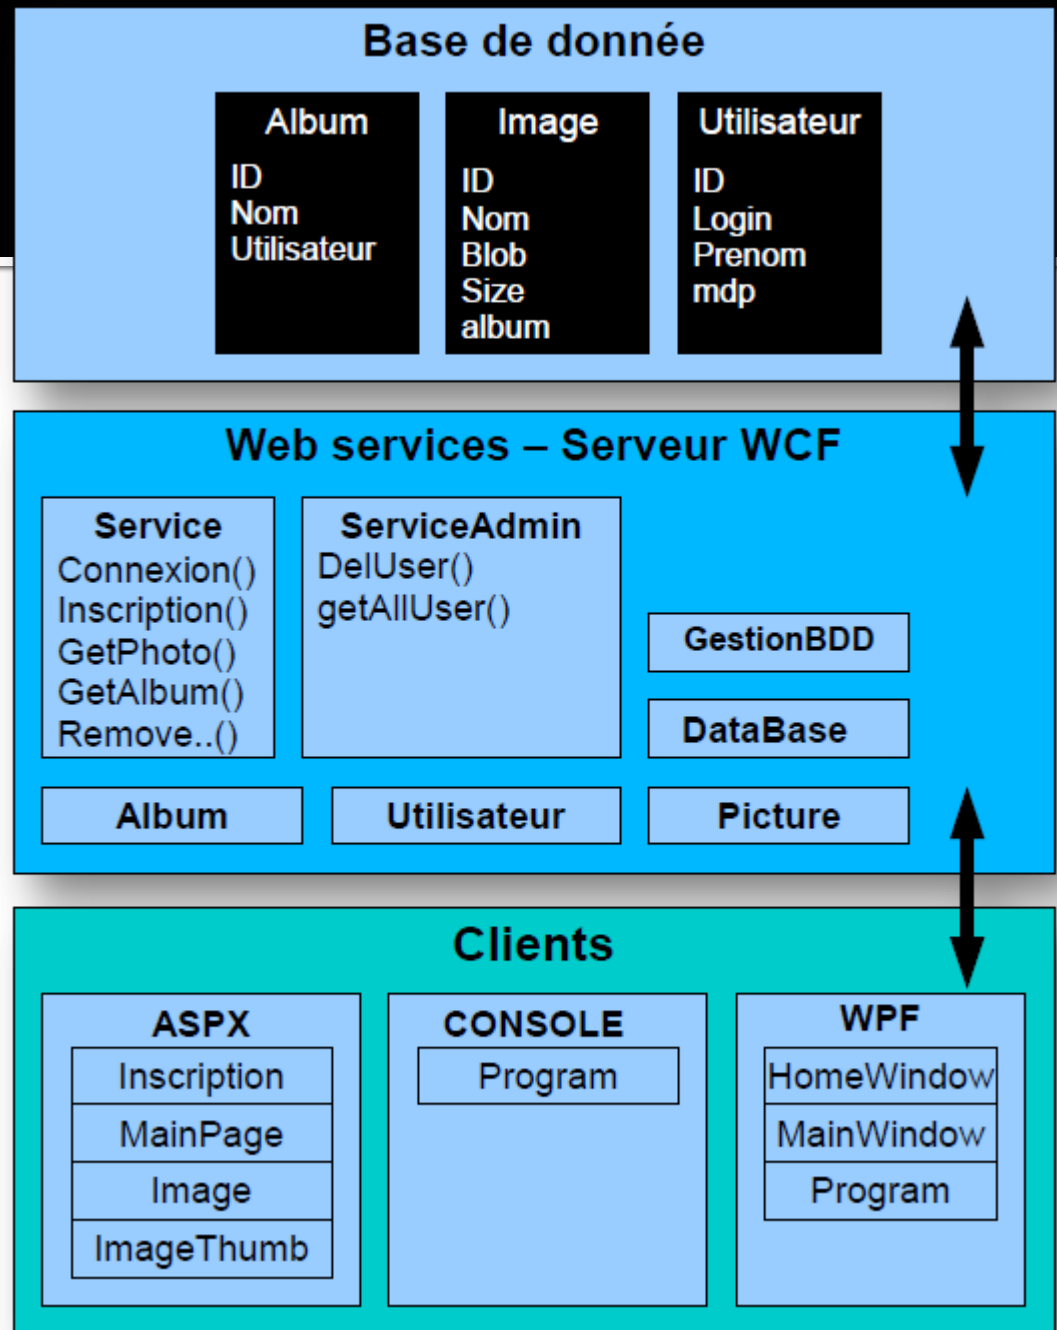 Base de donnée
Album
ID
Nom
Utilisateur
Image
ID
Nom
Blob
Size
album
Utilisateur
ID
Login
Prenom
mdp
Web services – Serveur WCF
Service
Connexion()
Inscription()
GetPhoto()
GetAlbum()
Remove..()
ServiceAdmin
DelUser()
getAllUser()
GestionBDD
DataBase
Album
Utilisateur
Picture
Clients
ASPX
Inscription
MainPage
Image
ImageThumb
CONSOLE
Program
WPF
HomeWindow
MainWindow
Program